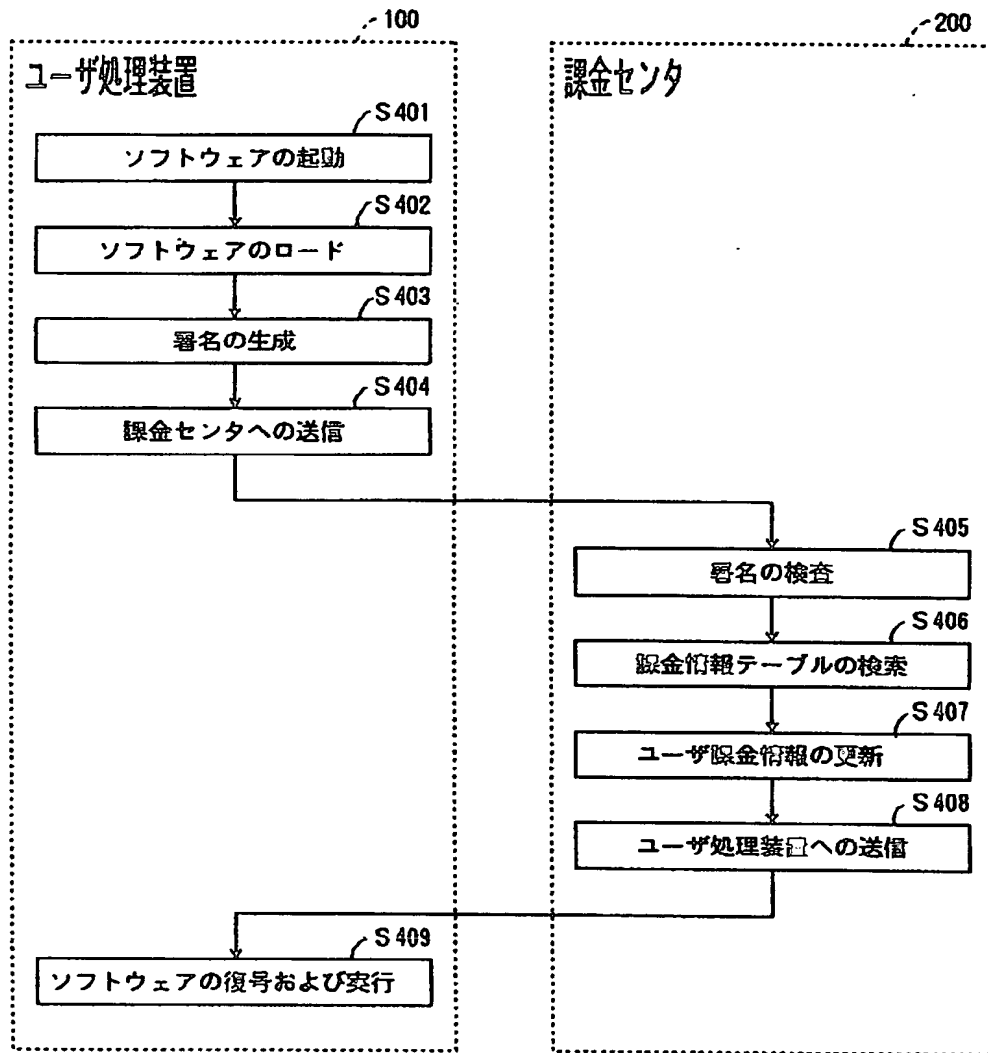 100
ユーザ処理装置
S401
ソフトウェアの起動
S402
ソフトウェアのロード
S403
署名の生成
S404
課金センタへの送信
200
課金センタ
S405
署名の検査
S406
課金情報テーブルの検索
S407
ユーザ課金情報の更新
S408
ユーザ処理装置への送信
S409
ソフトウェアの復号および実行